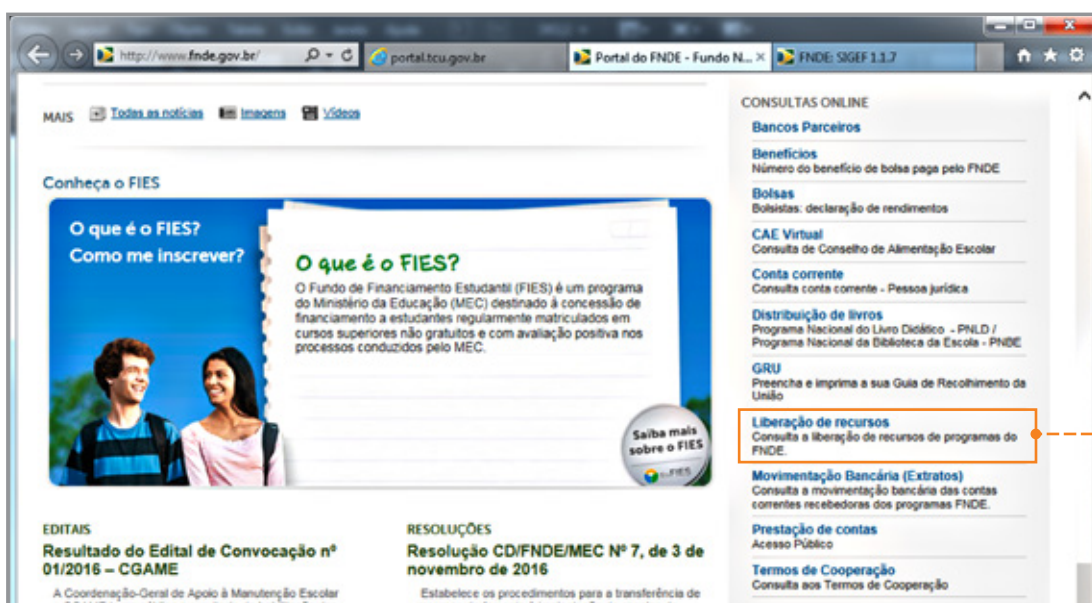 http://www.fnde.gov.br/
portal.tcu.gov.br
Portal do FNDE - Fundo N...
FNDE: SIGEF 1.1.7
MAIS Todas as notícias Imagens Vídeos
Conheça o FIES
O que é o FIES?
Como me inscrever?
O que é o FIES?
O Fundo de Financiamento Estudantil (FIES) é um programa
do Ministério da Educação (MEC) destinado à concessão de
financiamento a estudantes regularmente matriculados em
cursos superiores não gratuitos e com avaliação positiva nos
processos conduzidos pelo MEC.
Saiba mais
sobre o FIES
EDITAIS
Resultado do Edital de Convocação nº
01/2016 – CGAME
A Coordenação-Geral de Apoio à Manutenção Escolar
RESOLUÇÕES
Resolução CD/FNDE/MEC Nº 7, de 3 de
novembro de 2016
Estabelece os procedimentos para a transferência de
CONSULTAS ONLINE
Bancos Parceiros
Benefícios
Número do benefício de bolsa paga pelo FNDE
Bolsas
Bolsistas: declaração de rendimentos
CAE Virtual
Consulta de Conselho de Alimentação Escolar
Conta corrente
Consulta conta corrente - Pessoa jurídica
Distribuição de livros
Programa Nacional do Livro Didático - PNLD /
Programa Nacional da Biblioteca da Escola - PNBE
GRU
Preencha e imprima a sua Guia de Recolhimento da
União
Liberação de recursos
Consulta a liberação de recursos de programas do
FNDE.
Movimentação Bancária (Extratos)
Consulta a movimentação bancária das contas
correntes recebedoras dos programas FNDE.
Prestação de contas
Acesso Público
Termos de Cooperação
Consulta aos Termos de Cooperação